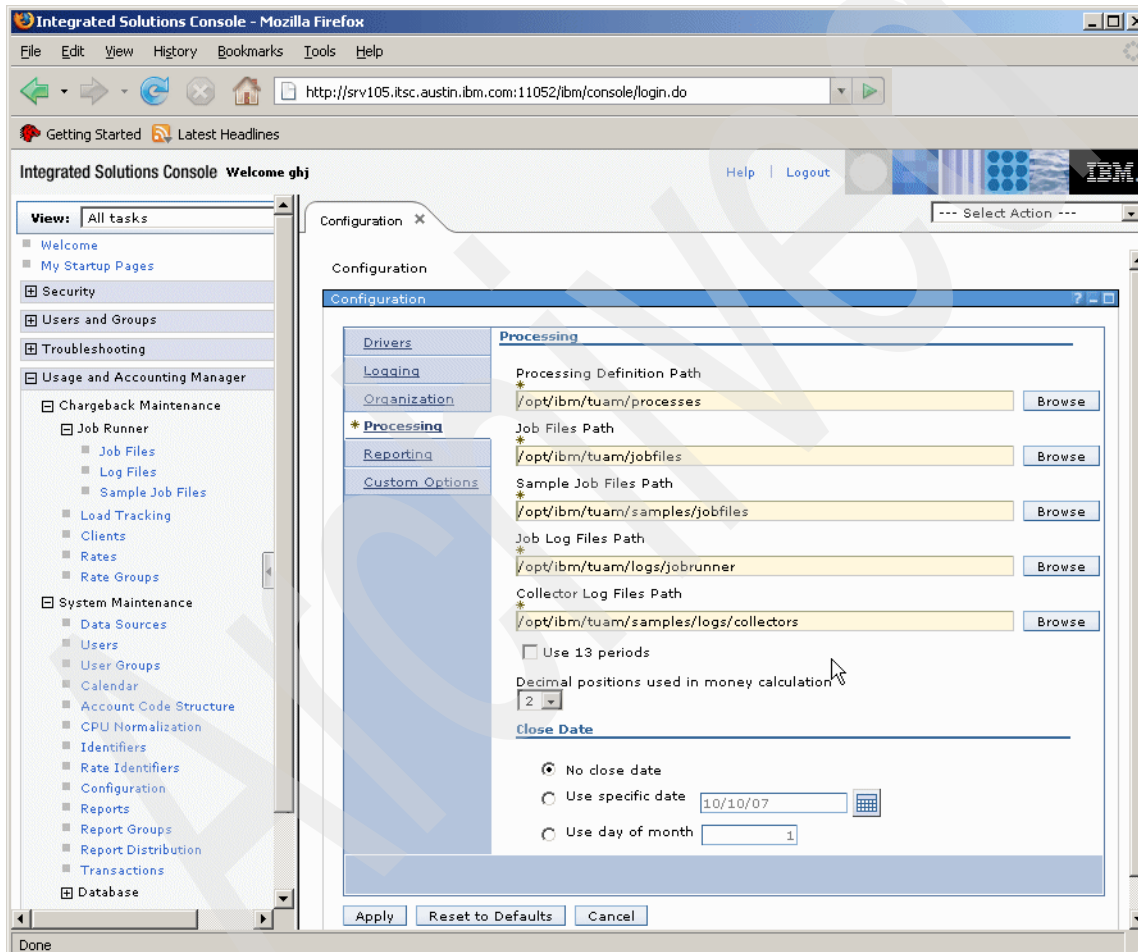 Integrated Solutions Console - Mozilla Firefox
File Edit View History Bookmarks Tools Help
http://srv105.itsc.austin.ibm.com:11052/ibm/console/login.do
Getting Started Latest Headlines
Integrated Solutions Console Welcome ghj
Help | Logout
IBM.
View: All tasks
Welcome
My Startup Pages
Security
Users and Groups
Troubleshooting
Usage and Accounting Manager
Chargeback Maintenance
Job Runner
Job Files
Log Files
Sample Job Files
Load Tracking
Clients
Rates
Rate Groups
System Maintenance
Data Sources
Users
User Groups
Calendar
Account Code Structure
CPU Normalization
Identifiers
Rate Identifiers
Configuration
Reports
Report Groups
Report Distribution
Transactions
Database
Configuration
--- Select Action ---
Configuration
Configuration
Drivers
Logging
Organization
* Processing
Reporting
Custom Options
Processing
Processing Definition Path
*
/opt/ibm/tuam/processes Browse
Job Files Path
*
/opt/ibm/tuam/jobfiles Browse
Sample Job Files Path
*
/opt/ibm/tuam/samples/jobfiles Browse
Job Log Files Path
*
/opt/ibm/tuam/logs/jobrunner Browse
Collector Log Files Path
*
/opt/ibm/tuam/samples/logs/collectors Browse
Use 13 periods
Decimal positions used in money calculation
2
Close Date
No close date
Use specific date 10/10/07
Use day of month 1
Apply Reset to Defaults Cancel
Done
Archived